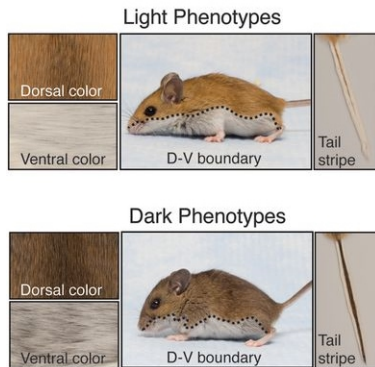 Light Phenotypes
Dorsal color
Ventral color
D-V boundary
Tail
stripe
Dark Phenotypes
Dorsal color
Ventral color
D-V boundary
Tail
stripe